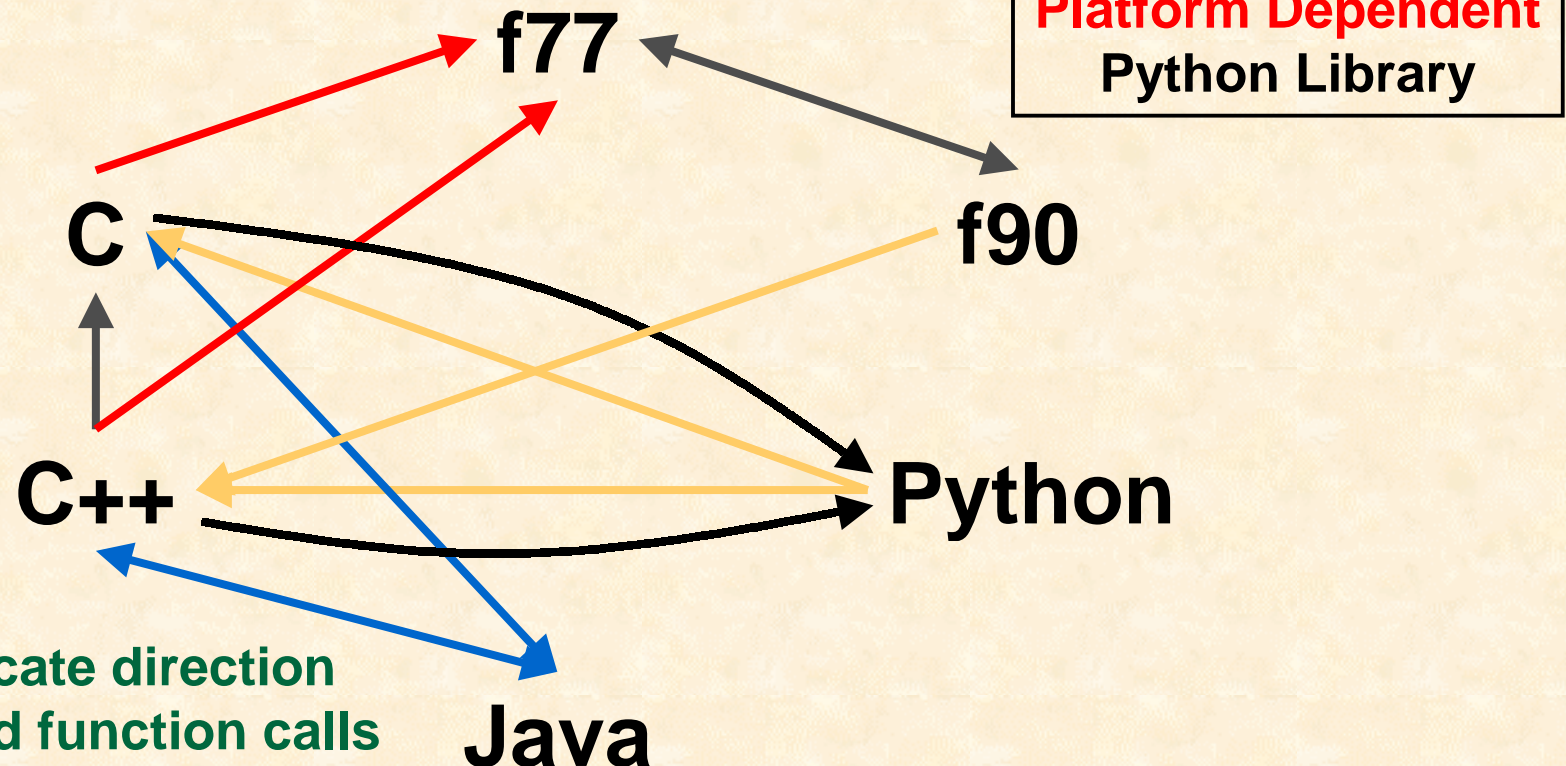 Platform Dependent
Python Library
f77
C
f90
C++
Python
cate direction
d function calls
Java